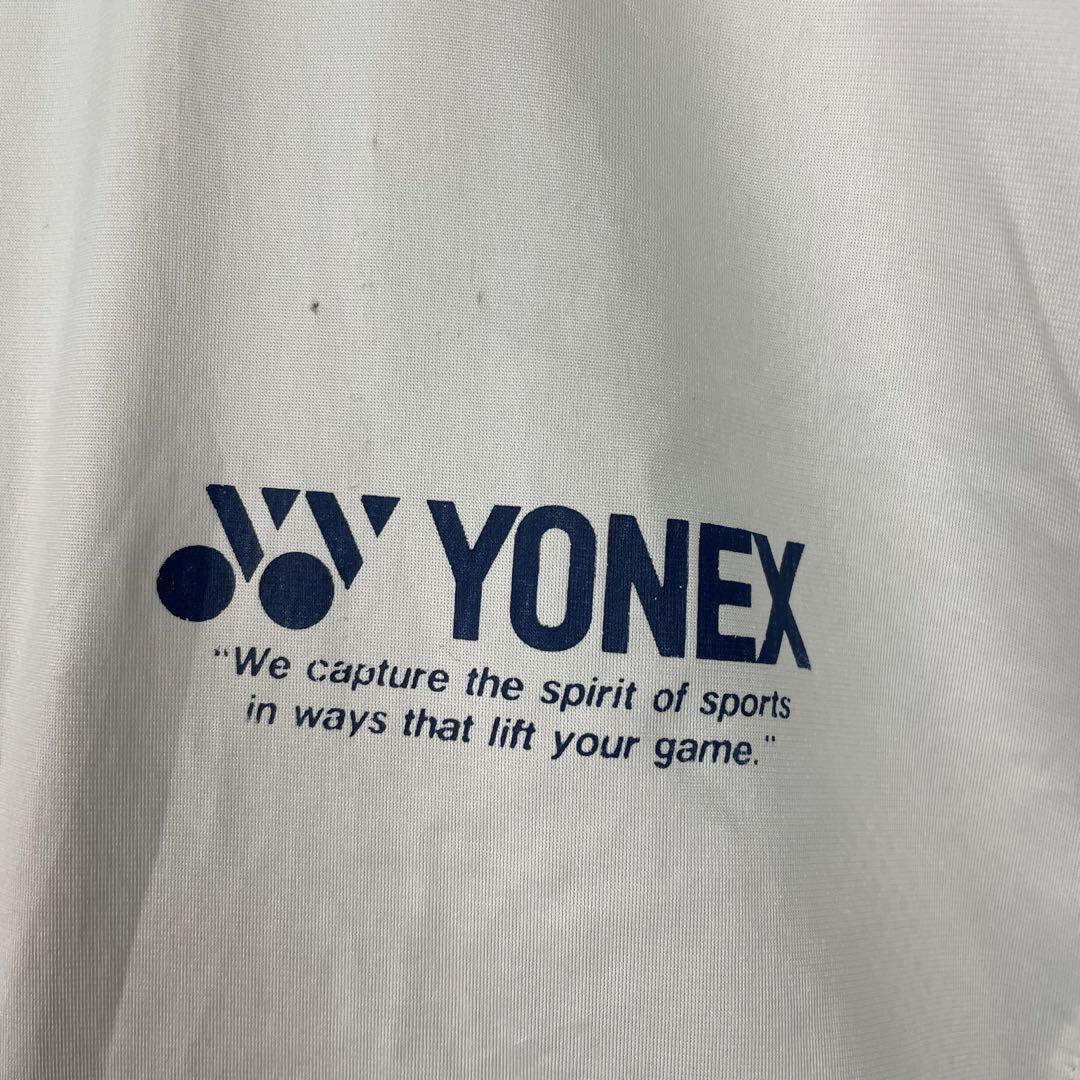 YONEX
"We capture the spirit of sports
in ways that lift your game."